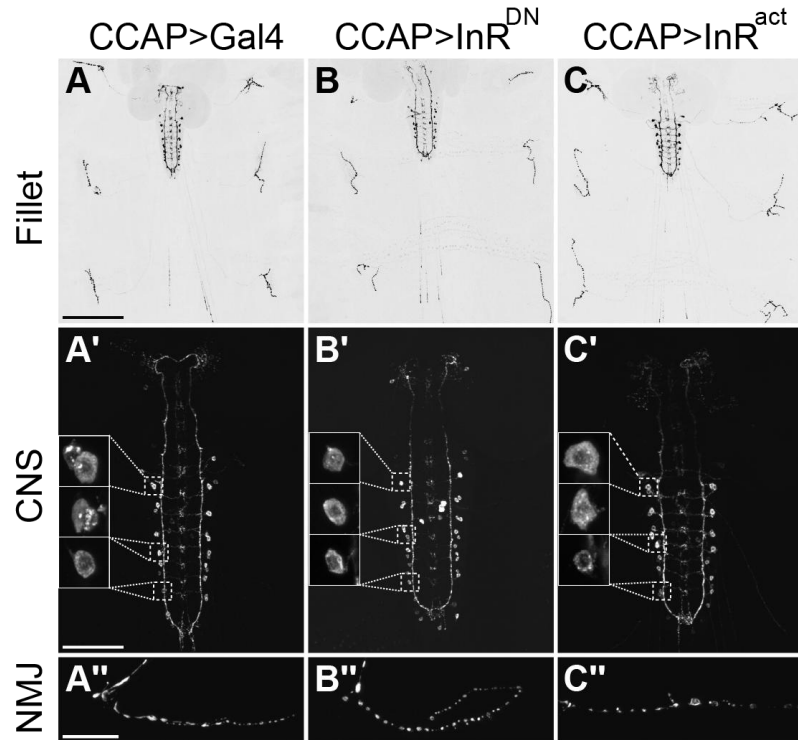 CCAP>Gal4 CCAP>InR^DN CCAP>InR^act
Fillet
A B C
CNS
A' B' C'
NMJ
A" B" C"